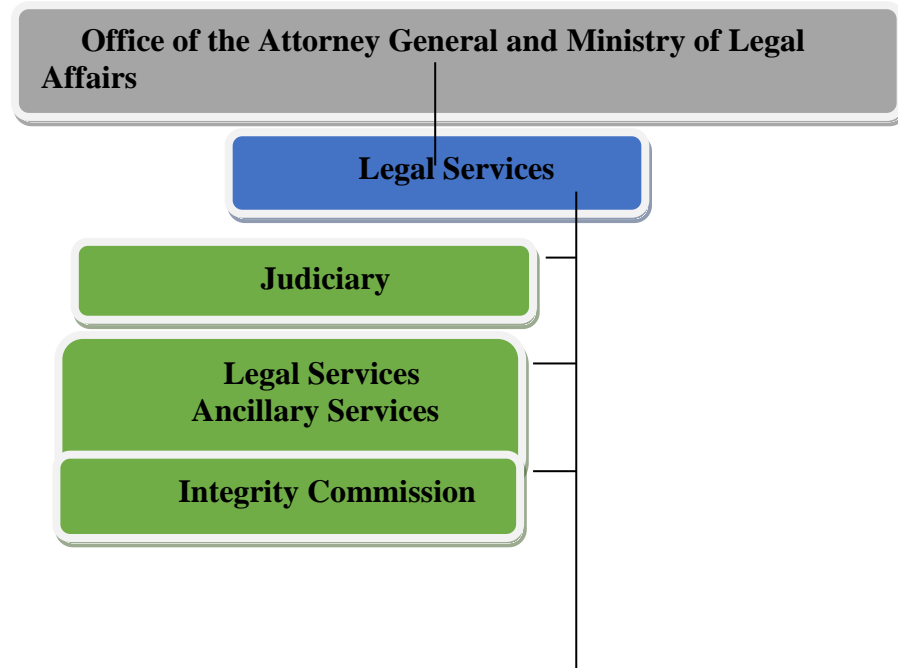 Office of the Attorney General and Ministry of Legal
Affairs
Legal Services
Judiciary
Legal Services
Ancillary Services
Integrity Commission